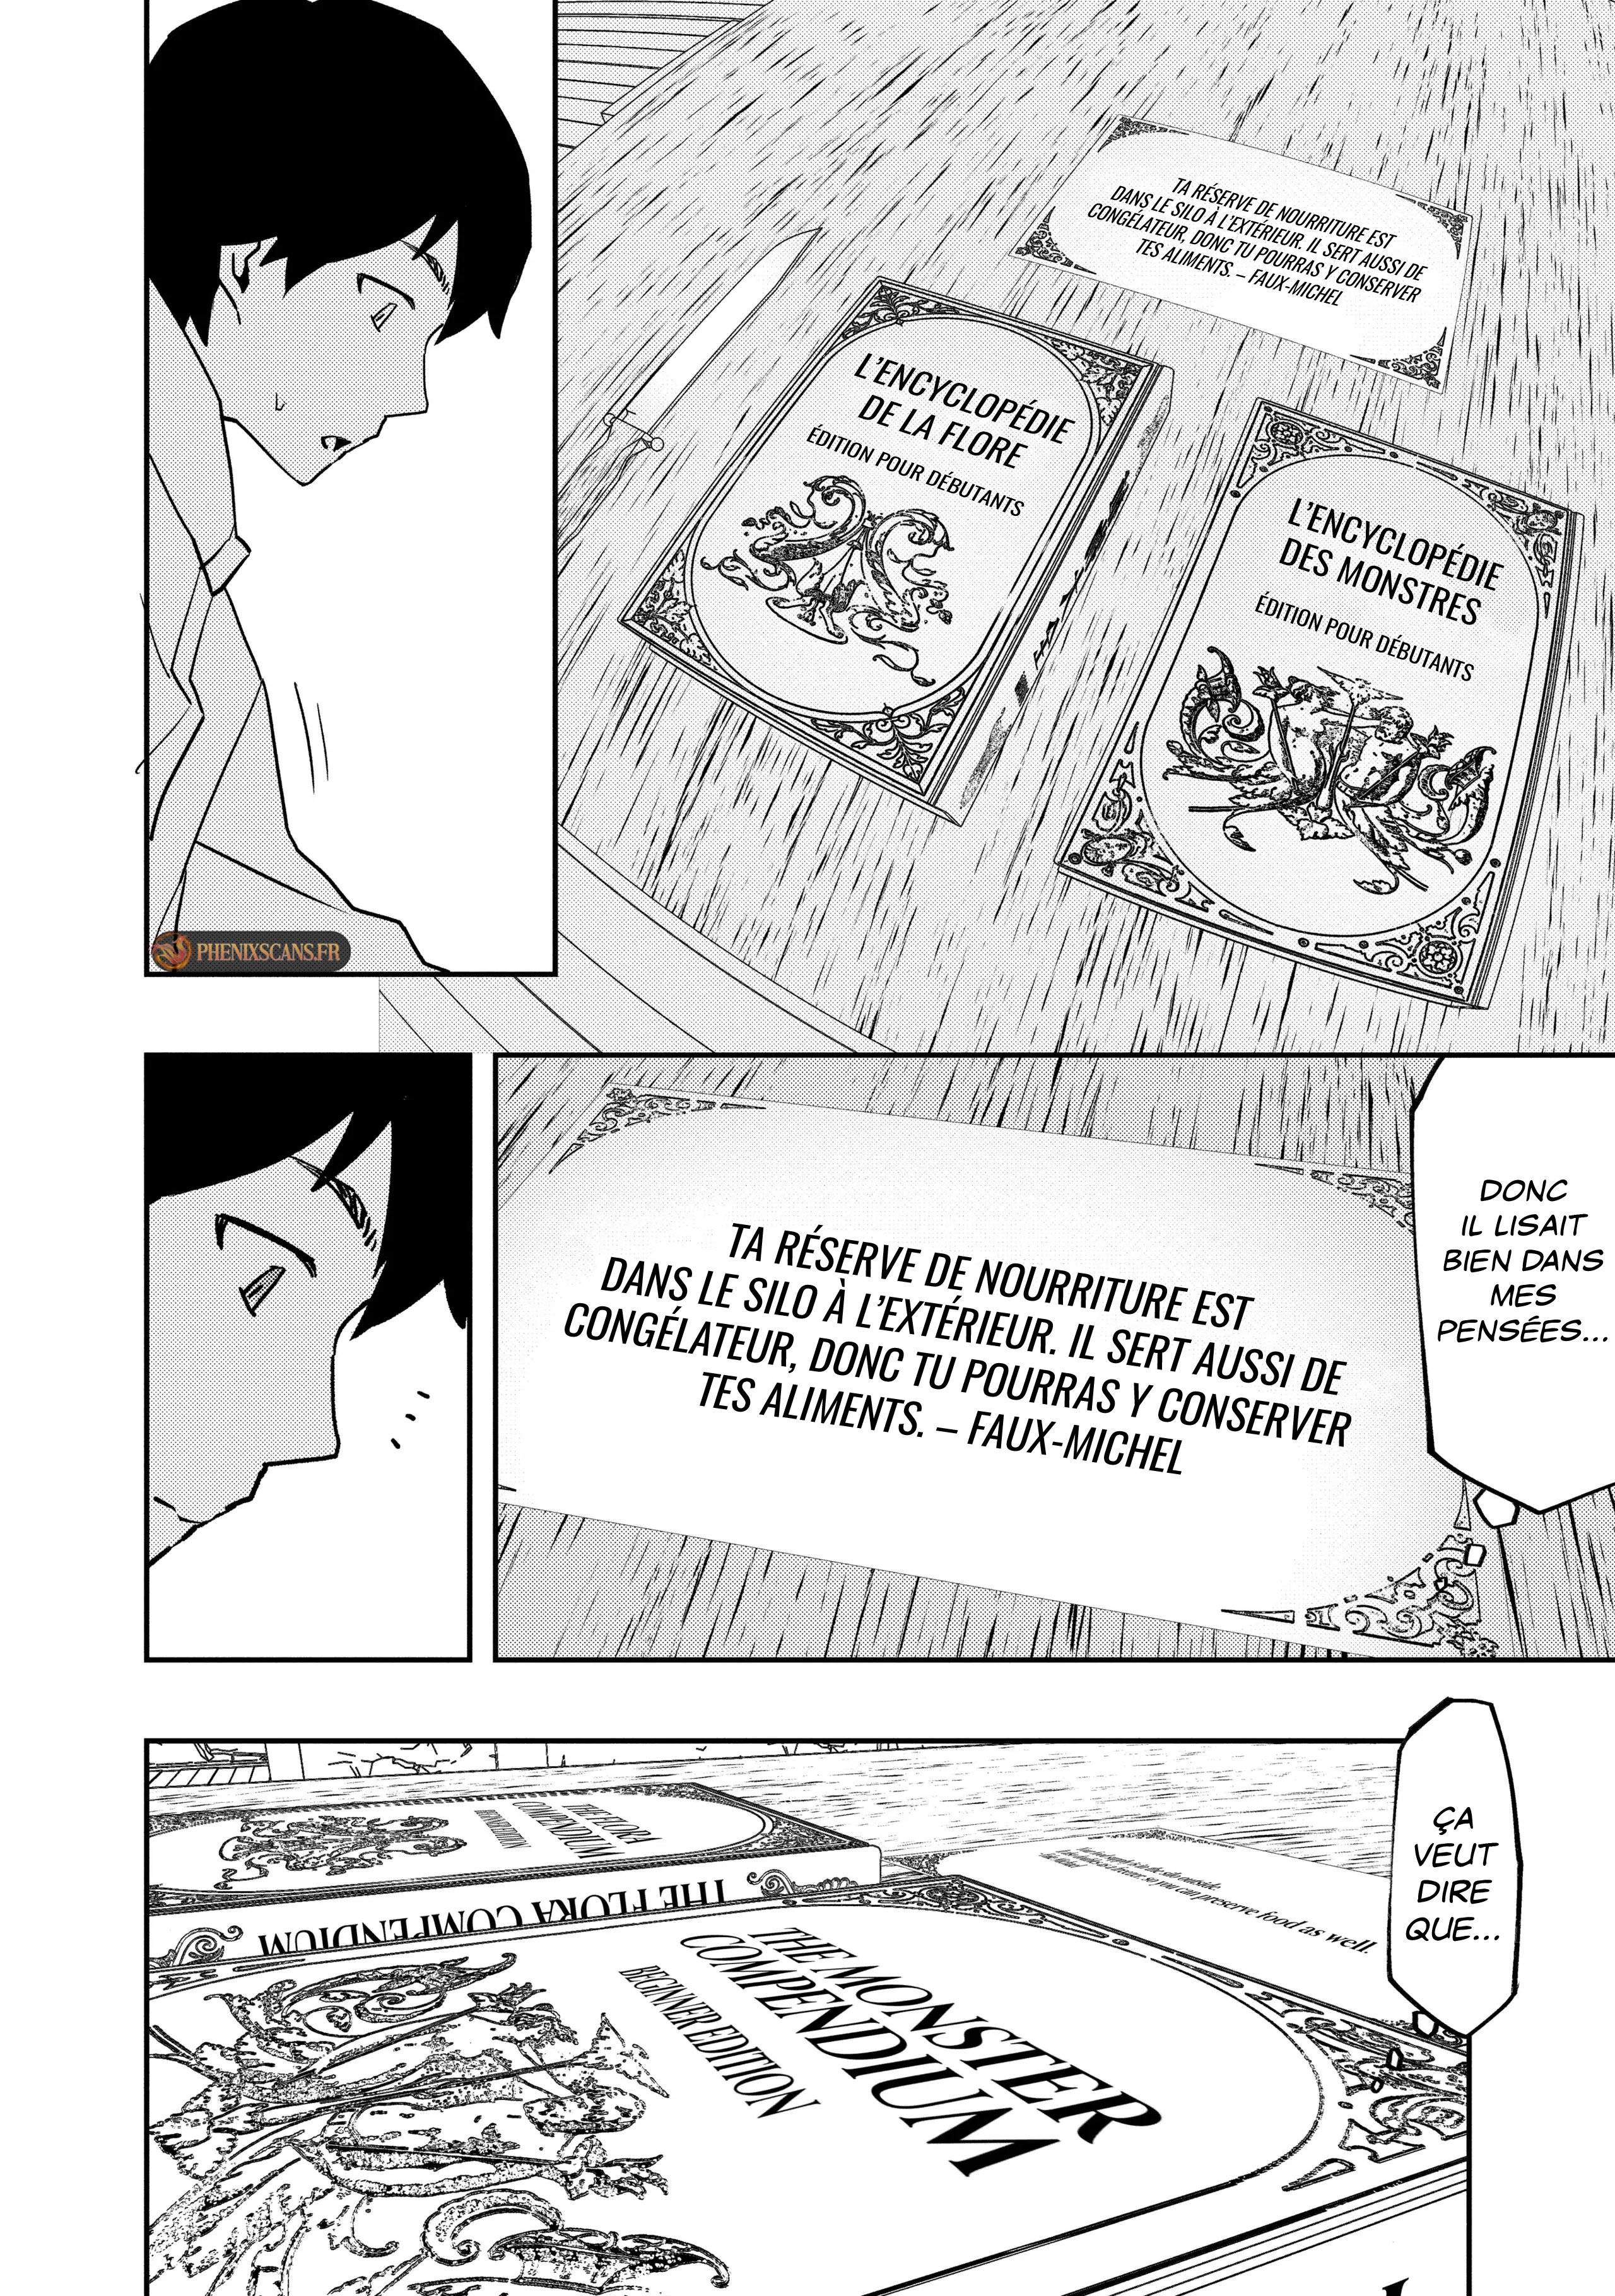 TA RÉSERVE DE NOURRITURE EST
DANS LE SILO À L'EXTÉRIEUR. IL SERT AUSSI DE
CONGÉLATEUR, DONC TU POURRAS Y CONSERVER
TES ALIMENTS. – FAUX-MICHEL
L'ENCYCLOPÉDIE
DE LA FLORE
ÉDITION POUR DÉBUTANTS
L'ENCYCLOPÉDIE
DES MONSTRES
ÉDITION POUR DÉBUTANTS
PHENIXSCANS.FR
DONC
IL LISAIT
BIEN DANS
MES
PENSÉES...
TA RÉSERVE DE NOURRITURE EST
DANS LE SILO À L'EXTÉRIEUR. IL SERT AUSSI DE
CONGÉLATEUR, DONC TU POURRAS Y CONSERVER
TES ALIMENTS. – FAUX-MICHEL
ÇA
VEUT
DIRE
QUE...
THE FLORA
COMPENDIUM
THE FLORA COMPENDIUM
so you can preserve food as well.
THE MONSTER
COMPENDIUM
BEGINNER EDITION